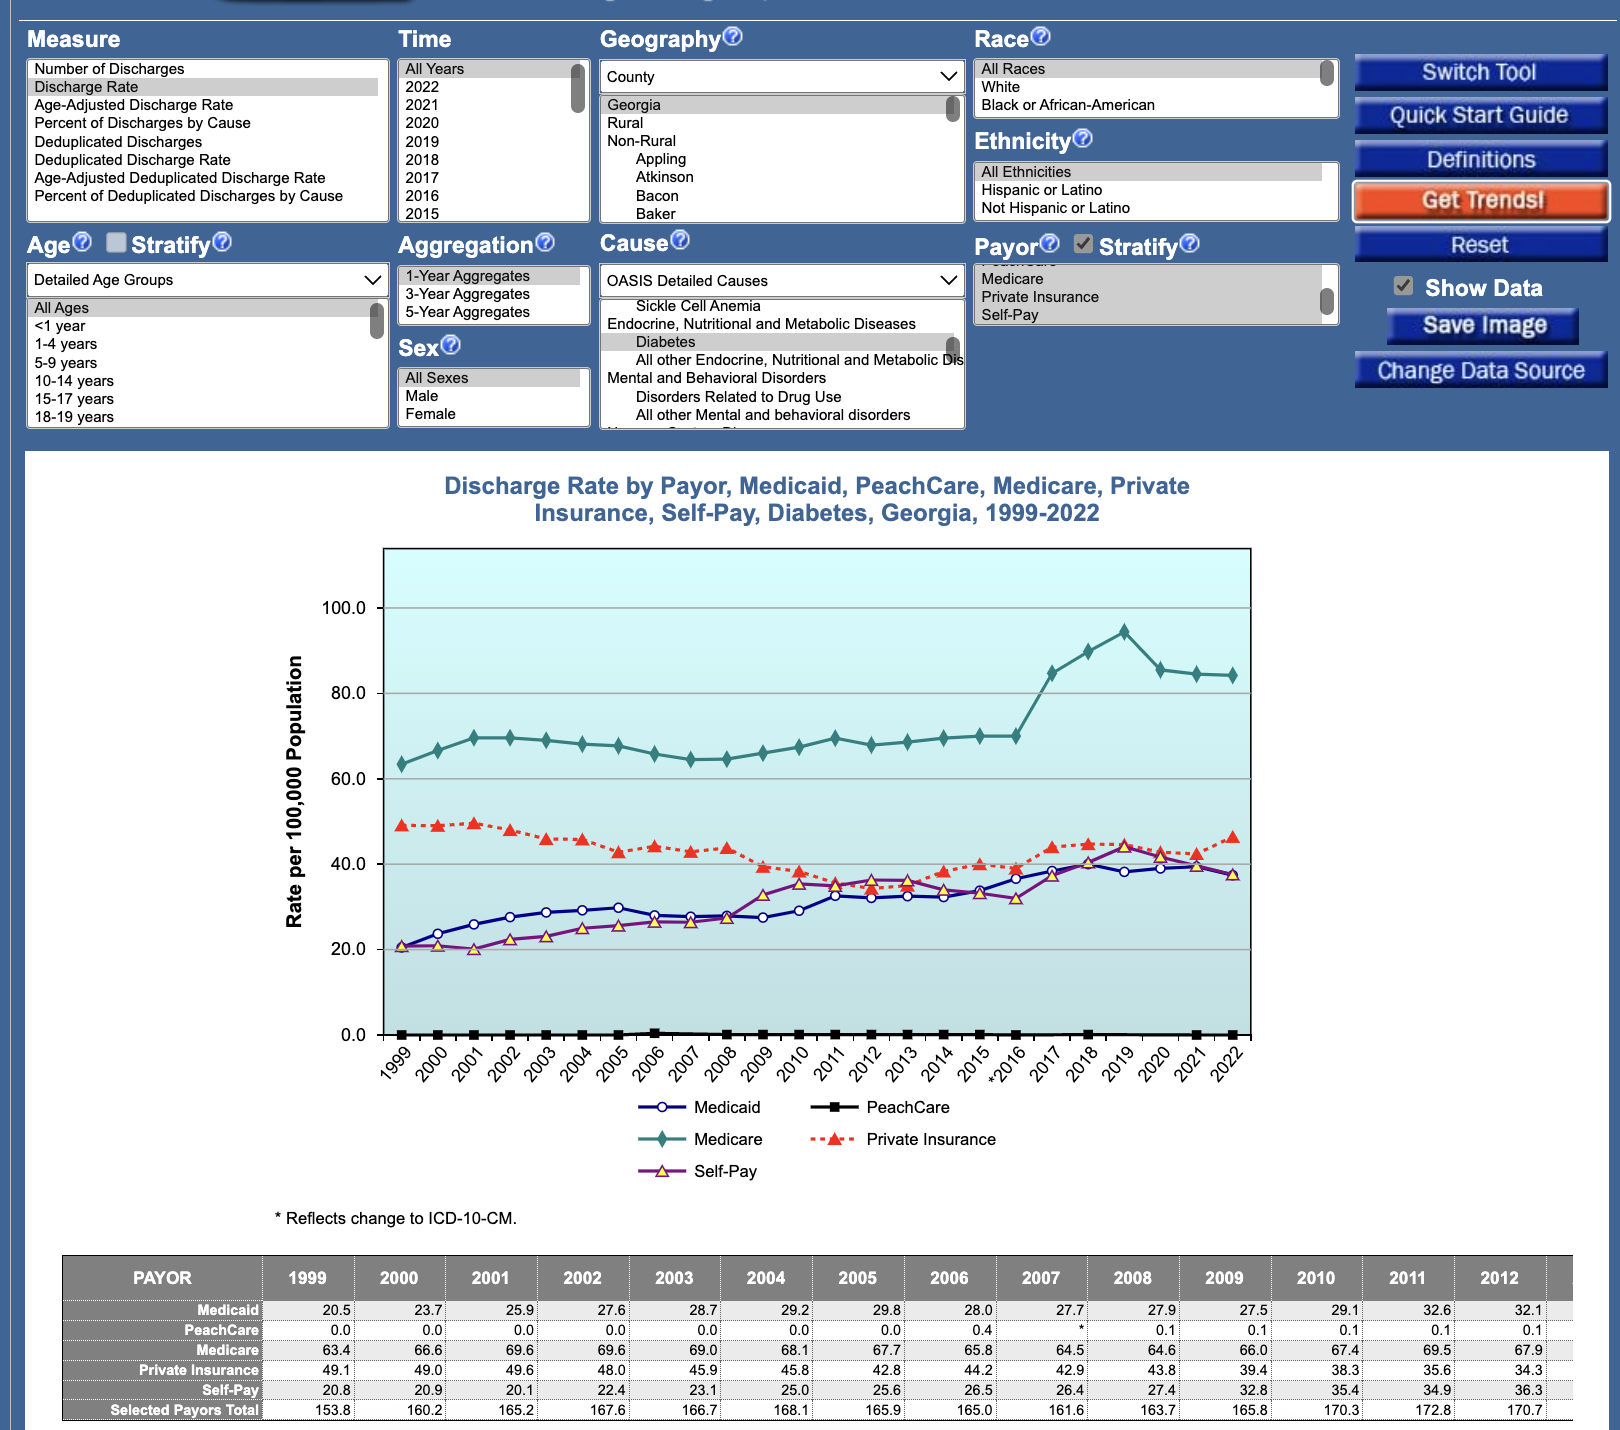 Measure
Number of Discharges
Discharge Rate
Age-Adjusted Discharge Rate
Percent of Discharges by Cause
Deduplicated Discharges
Deduplicated Discharge Rate
Age-Adjusted Deduplicated Discharge Rate
Percent of Deduplicated Discharges by Cause
Time
All Years
2022
2021
2020
2019
2018
2017
2016
2015
Geography?
County
Georgia
Rural
Non-Rural
Appling
Atkinson
Bacon
Baker
Race?
All Races
White
Black or African-American
Ethnicity?
All Ethnicities
Hispanic or Latino
Not Hispanic or Latino
Switch Tool
Quick Start Guide
Definitions
Get Trends!
Reset
Show Data
Save Image
Change Data Source
Age? Stratify?
Detailed Age Groups
All Ages
<1 year
1-4 years
5-9 years
10-14 years
15-17 years
18-19 years
Aggregation?
1-Year Aggregates
3-Year Aggregates
5-Year Aggregates
Sex?
All Sexes
Male
Female
Cause?
OASIS Detailed Causes
Sickle Cell Anemia
Endocrine, Nutritional and Metabolic Diseases
Diabetes
All other Endocrine, Nutritional and Metabolic Dis
Mental and Behavioral Disorders
Disorders Related to Drug Use
All other Mental and behavioral disorders
Payor? Stratify?
Medicare
Private Insurance
Self-Pay
Discharge Rate by Payor, Medicaid, PeachCare, Medicare, Private
Insurance, Self-Pay, Diabetes, Georgia, 1999-2022
Rate per 100,000 Population
100.0
80.0
60.0
40.0
20.0
0.0
1999 2000 2001 2002 2003 2004 2005 2006 2007 2008 2009 2010 2011 2012 2013 2014 2015 *2016 2017 2018 2019 2020 2021 2022
Medicaid PeachCare
Medicare Private Insurance
Self-Pay
* Reflects change to ICD-10-CM.
PAYOR 1999 2000 2001 2002 2003 2004 2005 2006 2007 2008 2009 2010 2011 2012
Medicaid 20.5 23.7 25.9 27.6 28.7 29.2 29.8 28.0 27.7 27.9 27.5 29.1 32.6 32.1
PeachCare 0.0 0.0 0.0 0.0 0.0 0.0 0.0 0.4 * 0.1 0.1 0.1 0.1 0.1
Medicare 63.4 66.6 69.6 69.6 69.0 68.1 67.7 65.8 64.5 64.6 66.0 67.4 69.5 67.9
Private Insurance 49.1 49.0 49.6 48.0 45.9 45.8 42.8 44.2 42.9 43.8 39.4 38.3 35.6 34.3
Self-Pay 20.8 20.9 20.1 22.4 23.1 25.0 25.6 26.5 26.4 27.4 32.8 35.4 34.9 36.3
Selected Payors Total 153.8 160.2 165.2 167.6 166.7 168.1 165.9 165.0 161.6 163.7 165.8 170.3 172.8 170.7